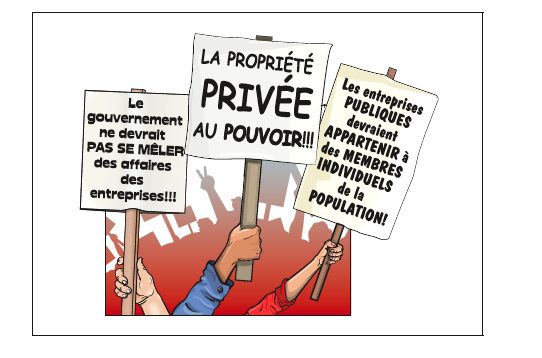 Le
gouvernement
ne devrait
PAS SE MÊLER
des affaires
des
entreprises!!!
LA PROPRIÉTÉ
PRIVÉE
AU POUVOIR!!!
Les entreprises
PUBLIQUES
devraient
APPARTENIR à
des MEMBRES
INDIVIDUELS
de la
POPULATION!